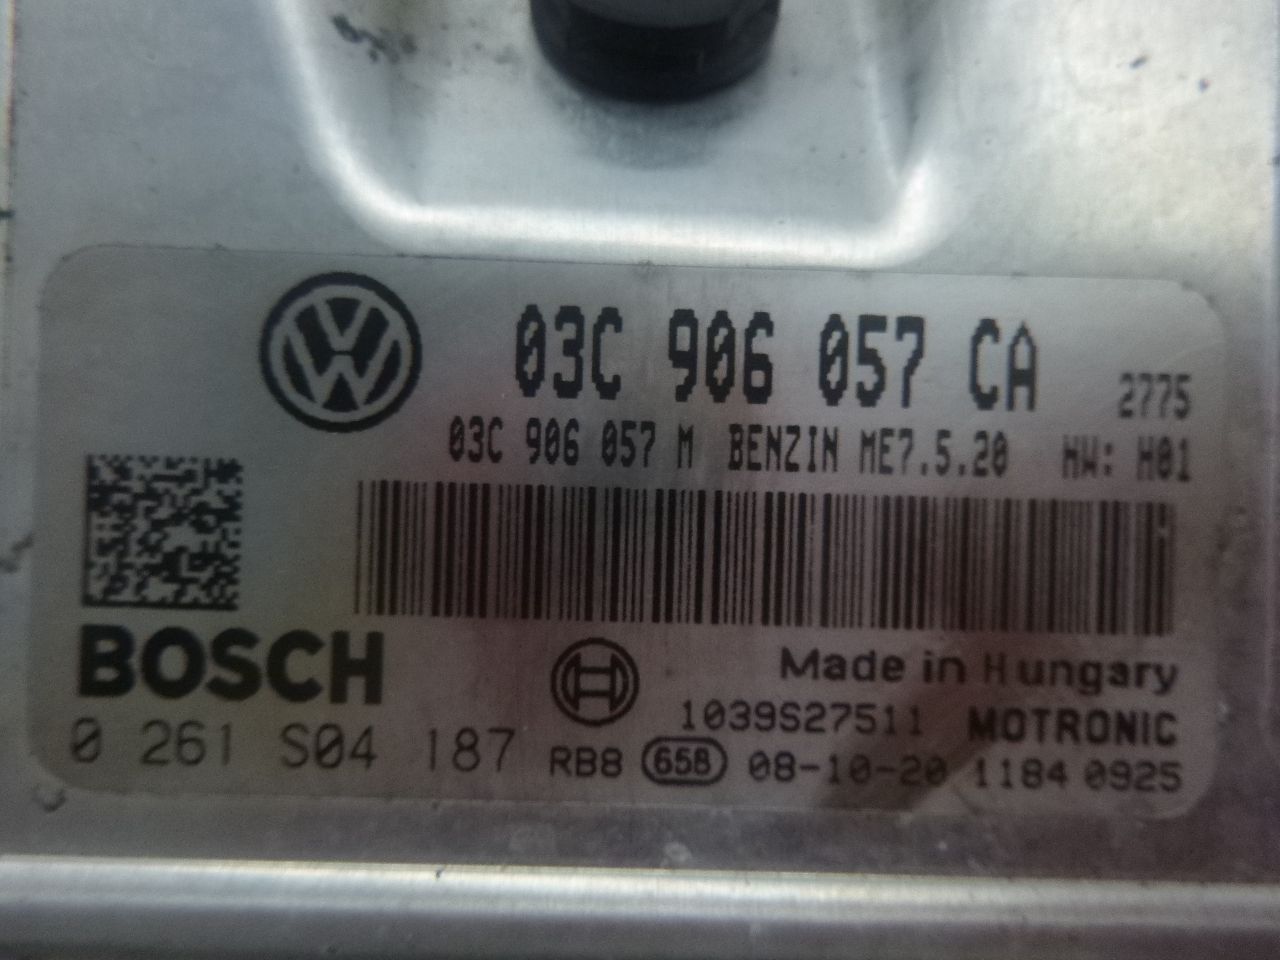 03C 906 057 CA 2775
03C 906 057 M BENZIN ME7.5.20 HW: H01
BOSCH
Made in Hungary
1039S27511 MOTRONIC
0 261 S04 187 RB8 658 08-10-20 1184 0925